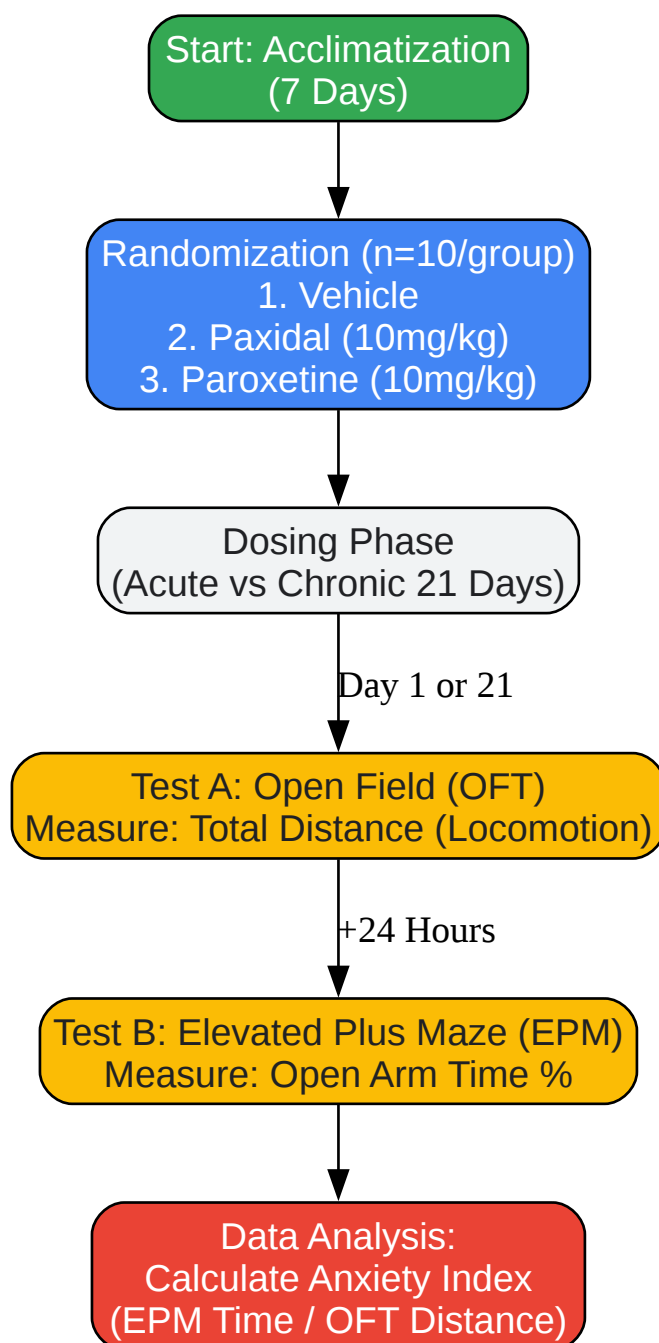 Start: Acclimatization
(7 Days)
Randomization (n=10/group)
1. Vehicle
2. Paxidal (10mg/kg)
3. Paroxetine (10mg/kg)
Dosing Phase
(Acute vs Chronic 21 Days)
Day 1 or 21
Test A: Open Field (OFT)
Measure: Total Distance (Locomotion)
+24 Hours
Test B: Elevated Plus Maze (EPM)
Measure: Open Arm Time %
Data Analysis:
Calculate Anxiety Index
(EPM Time / OFT Distance)